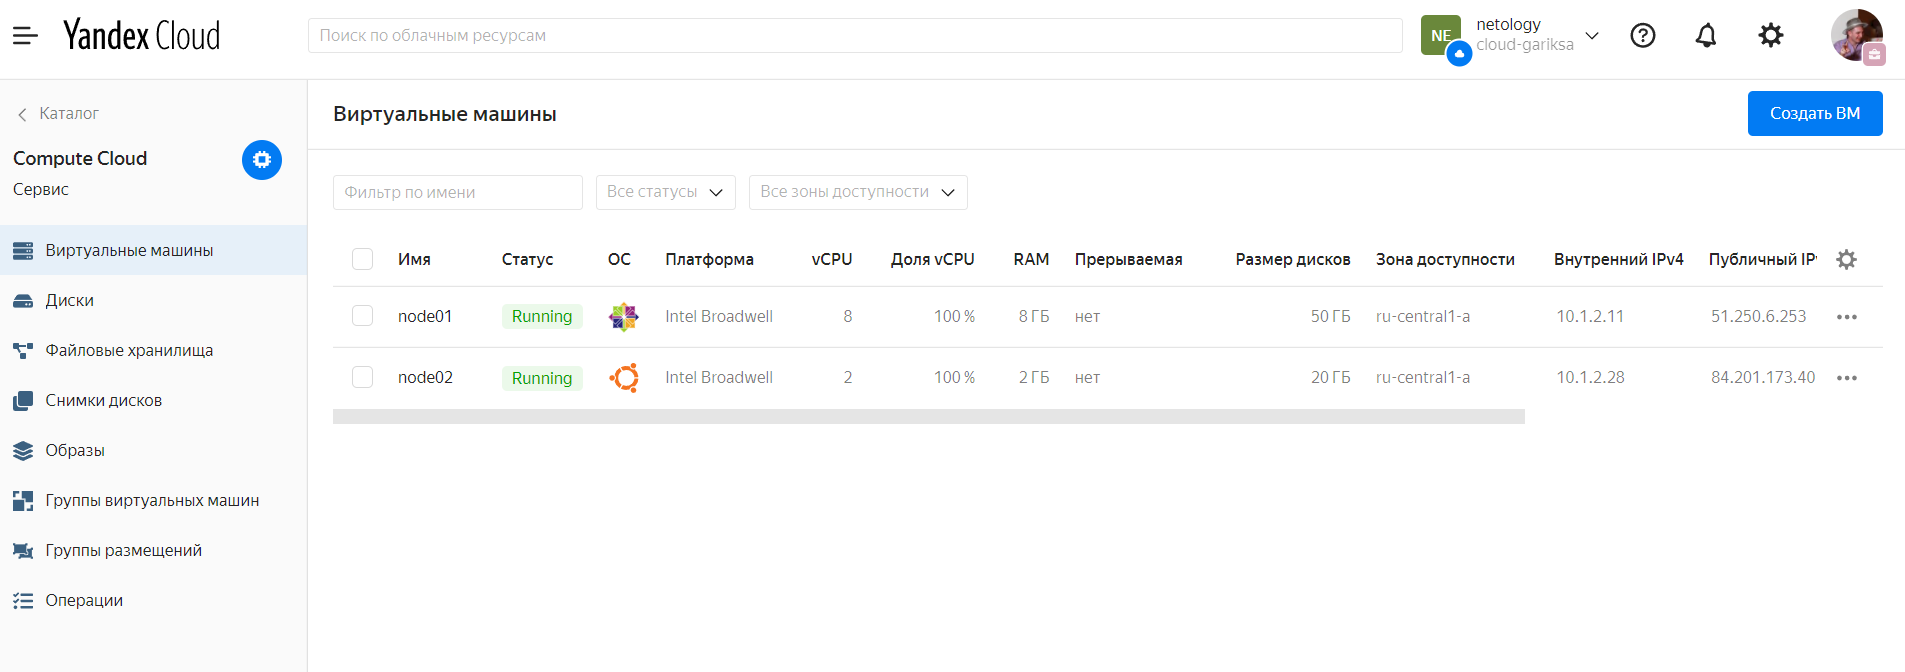 Yandex Cloud
Поиск по облачным ресурсам
NE
netology
cloud-gariksa
Каталог
Compute Cloud
Сервис
Виртуальные машины
Диски
Файловые хранилища
Снимки дисков
Образы
Группы виртуальных машин
Группы размещений
Операции
Виртуальные машины
Создать ВМ
Фильтр по имени
Все статусы
Все зоны доступности
Имя Статус ОС Платформа vCPU Доля vCPU RAM Прерываемая Размер дисков Зона доступности Внутренний IPv4 Публичный IP
node01 Running Intel Broadwell 8 100 % 8 ГБ нет 50 ГБ ru-central1-a 10.1.2.11 51.250.6.253
node02 Running Intel Broadwell 2 100 % 2 ГБ нет 20 ГБ ru-central1-a 10.1.2.28 84.201.173.40